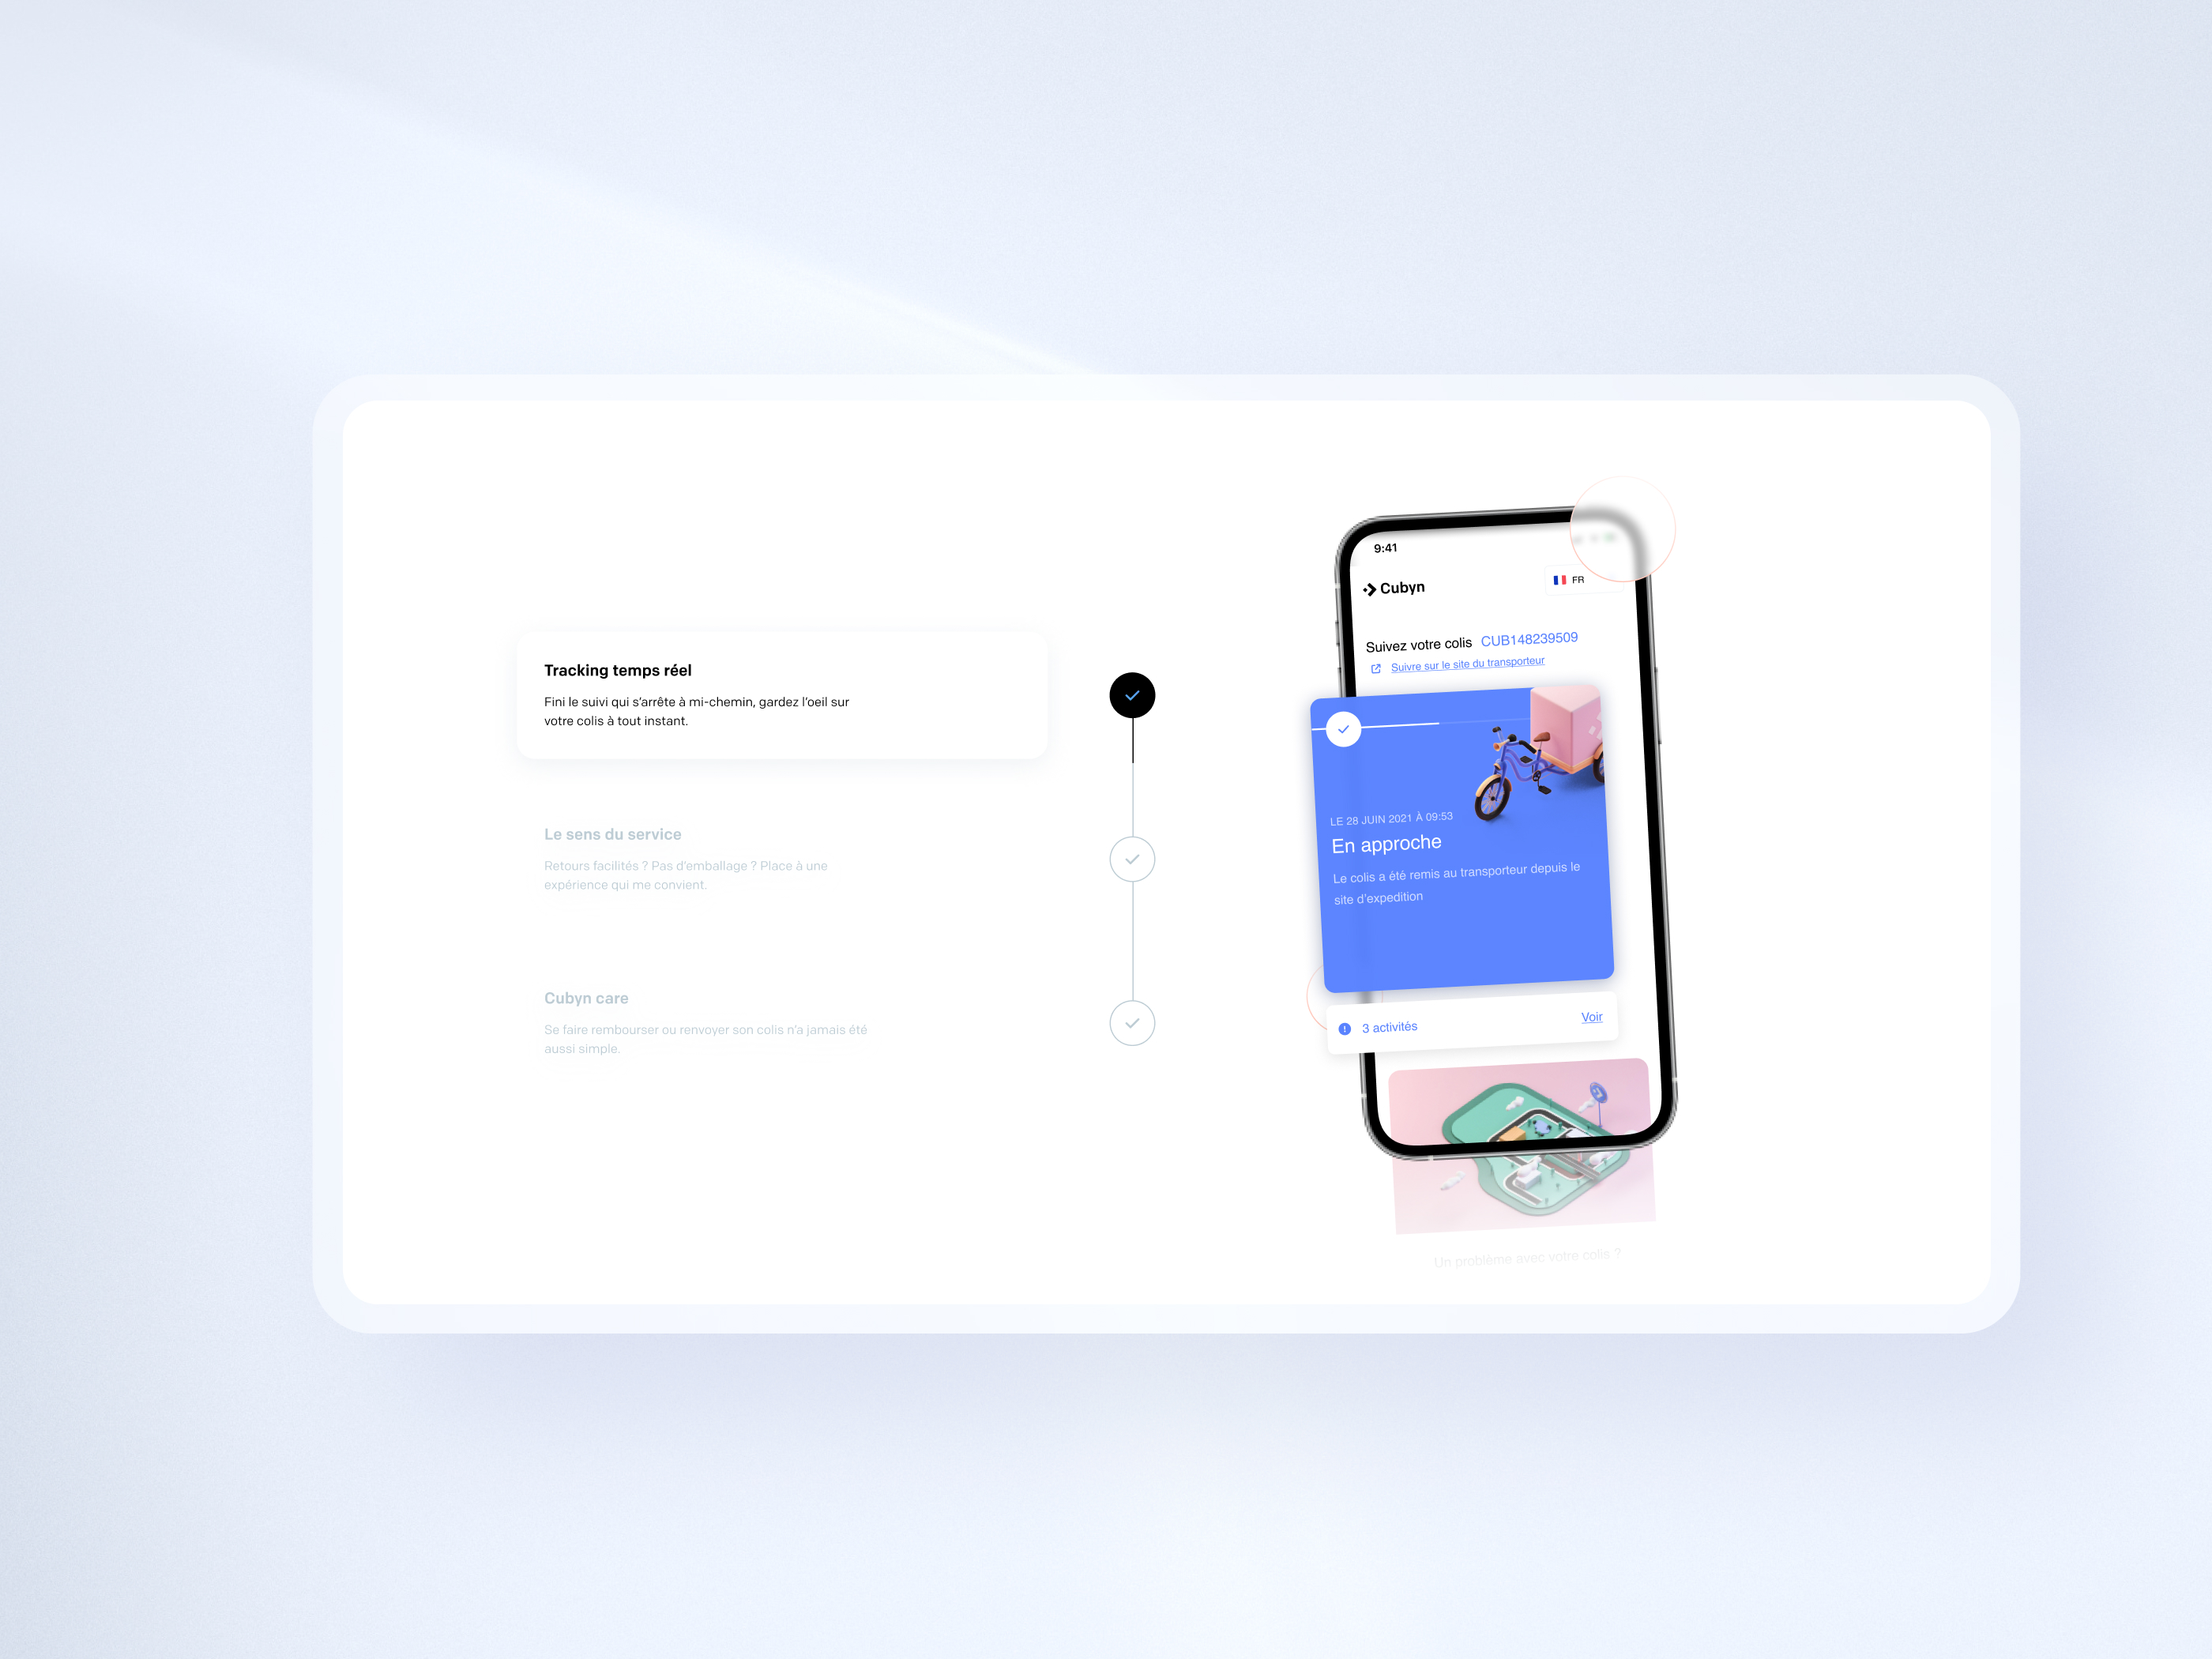 Tracking temps réel
Fini le suivi qui s'arrête à mi-chemin, gardez l'oeil sur
votre colis à tout instant.
Le sens du service
Retours facilités ? Pas d'emballage ? Place à une
expérience qui me convient.
Cubyn care
Se faire rembourser ou renvoyer son colis n'a jamais été
aussi simple.
9:41
Cubyn
FR
Suivez votre colis CUB148239509
Suivre sur le site du transporteur
LE 28 JUIN 2021 À 09:53
En approche
Le colis a été remis au transporteur depuis le
site d'expedition
3 activités
Voir
Un problème avec votre colis ?